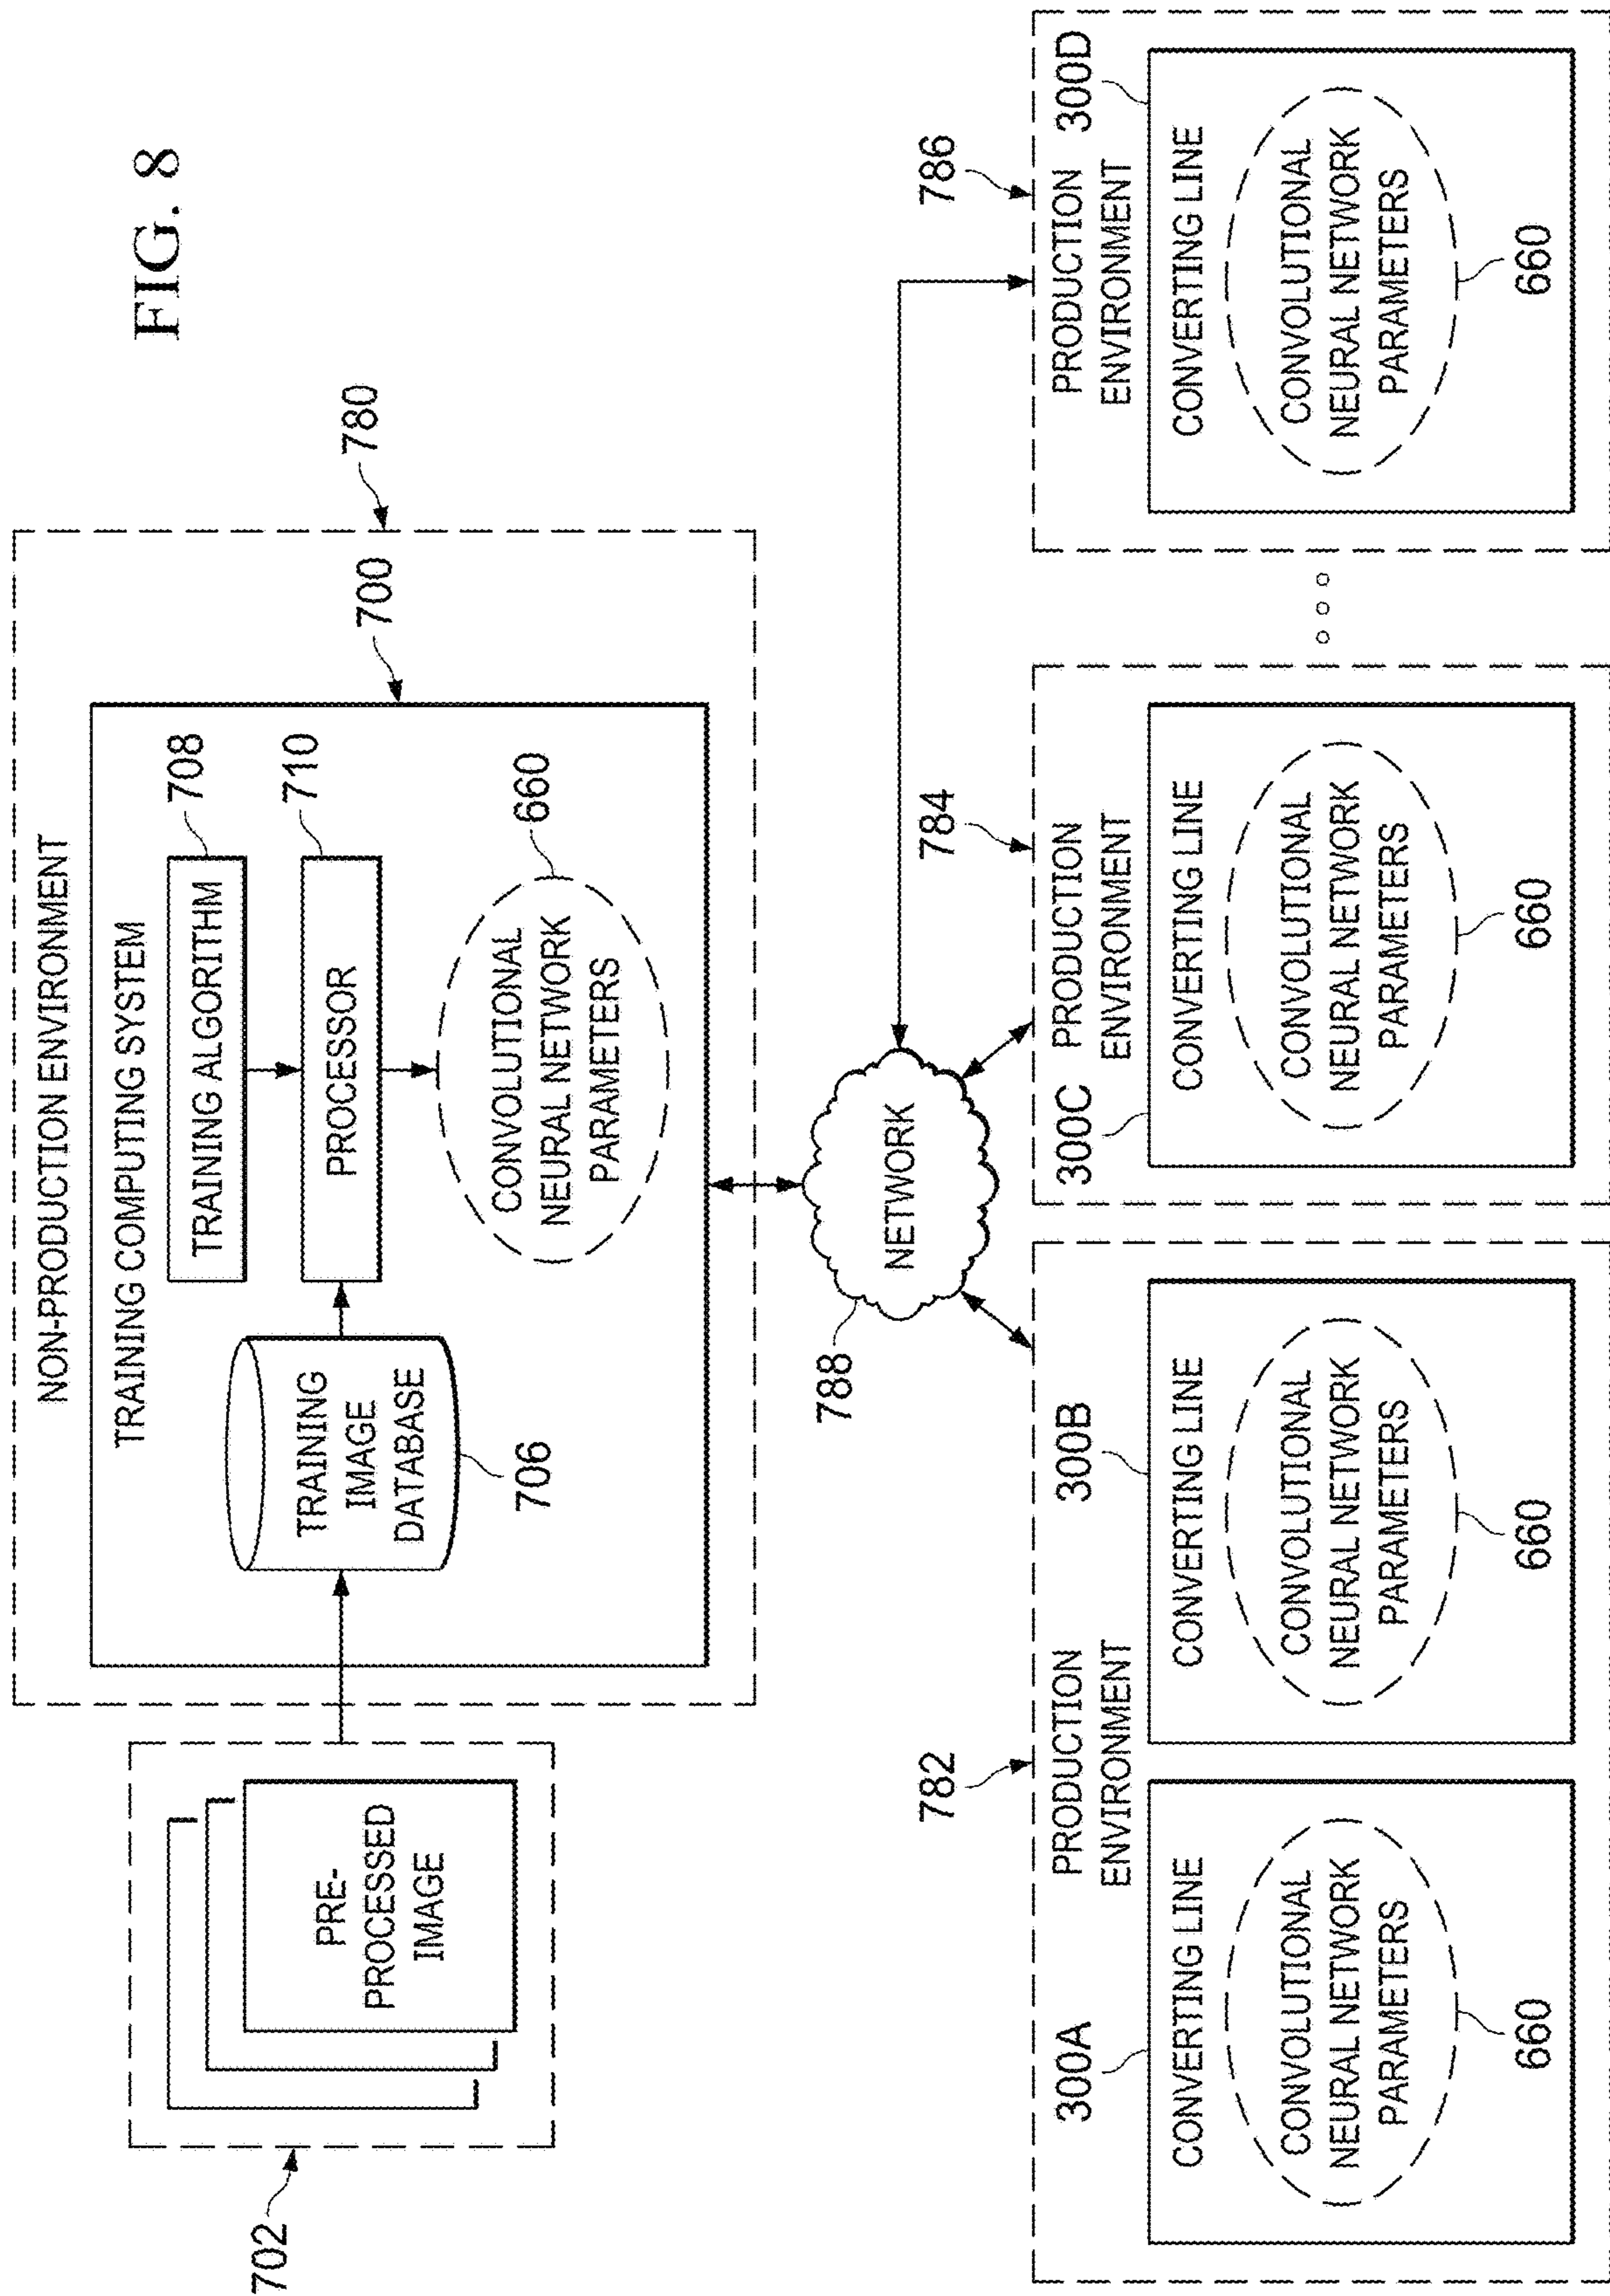 FIG. 8
NON-PRODUCTION ENVIRONMENT
780
TRAINING COMPUTING SYSTEM
700
702
PRE-
PROCESSED
IMAGE
TRAINING
IMAGE
DATABASE
706
TRAINING ALGORITHM
708
PROCESSOR
710
CONVOLUTIONAL
NEURAL NETWORK
PARAMETERS
660
NETWORK
788
782
PRODUCTION
ENVIRONMENT
300A
CONVERTING LINE
CONVOLUTIONAL
NEURAL NETWORK
PARAMETERS
660
300B
CONVERTING LINE
CONVOLUTIONAL
NEURAL NETWORK
PARAMETERS
660
784
PRODUCTION
ENVIRONMENT
300C
CONVERTING LINE
CONVOLUTIONAL
NEURAL NETWORK
PARAMETERS
660
786
PRODUCTION
ENVIRONMENT
300D
CONVERTING LINE
CONVOLUTIONAL
NEURAL NETWORK
PARAMETERS
660